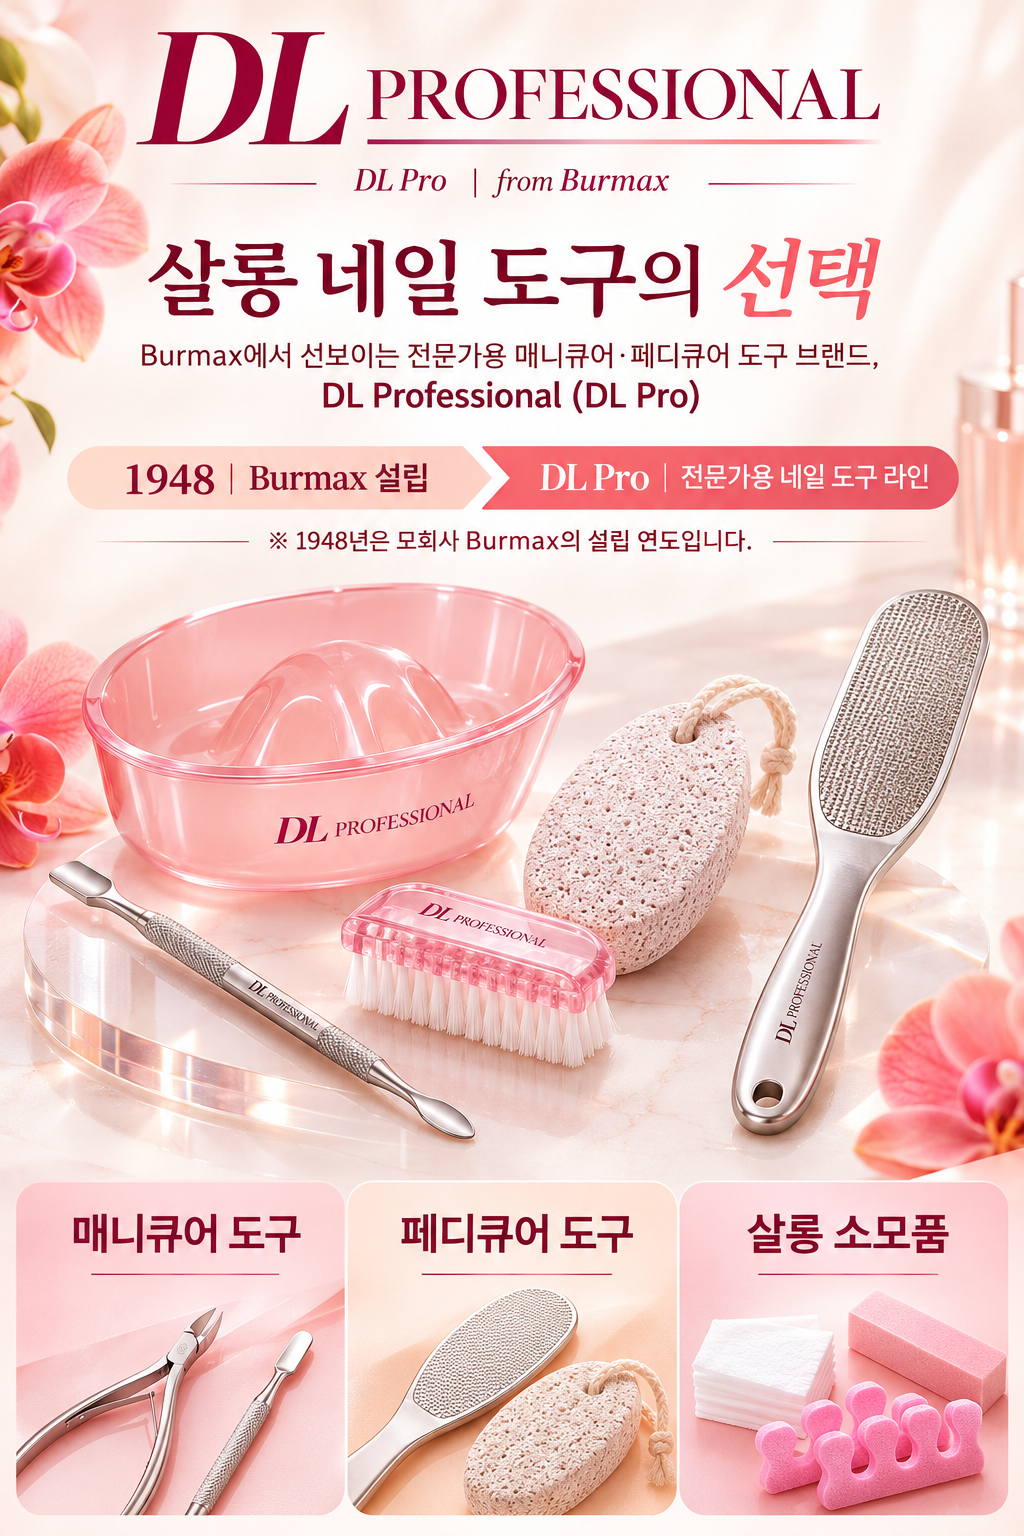 DL PROFESSIONAL
DL Pro | from Burmax
살롱 네일 도구의 선택
Burmax에서 선보이는 전문가용 매니큐어·페디큐어 도구 브랜드,
DL Professional (DL Pro)
1948 | Burmax 설립
DL Pro | 전문가용 네일 도구 라인
※ 1948년은 모회사 Burmax의 설립 연도입니다.
DL PROFESSIONAL
DL PROFESSIONAL
DL PROFESSIONAL
DL PROFESSIONAL
매니큐어 도구
페디큐어 도구
살롱 소모품